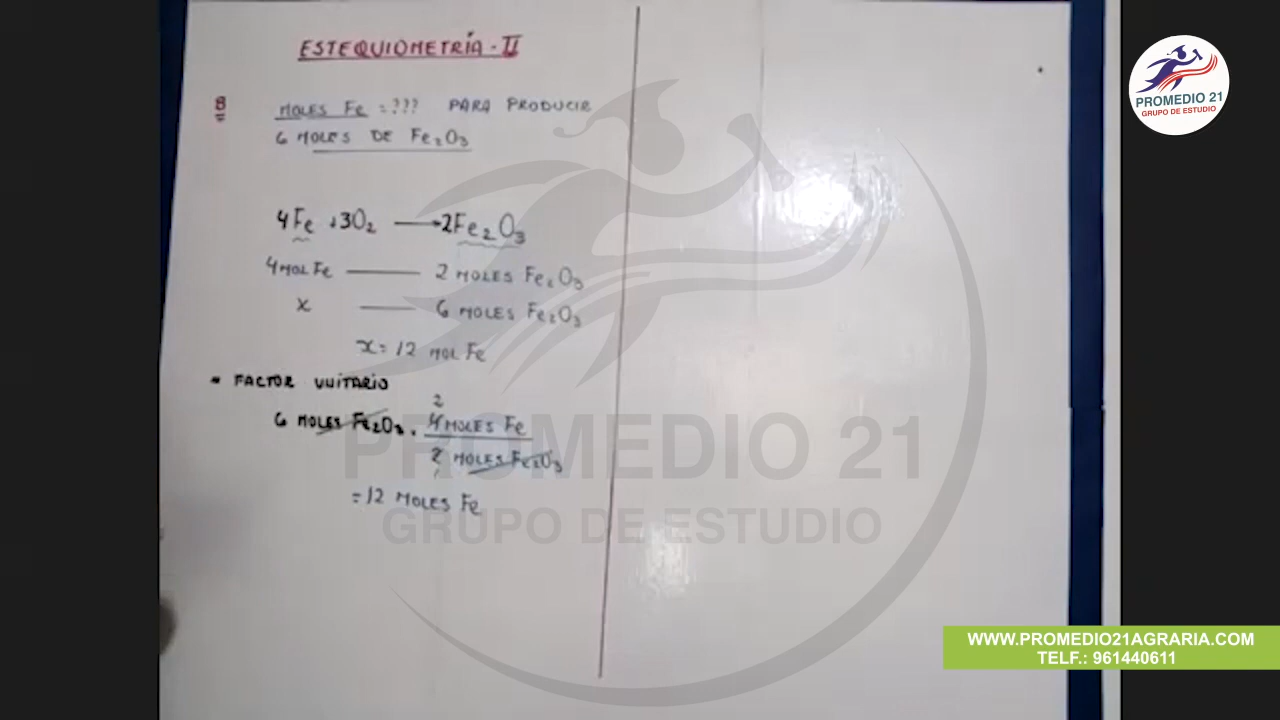 ESTEQUIOMETRÍA - II
8 MOLES Fe = ??? PARA PRODUCIR
6 MOLES DE Fe₂O₃
4Fe + 3O₂ → 2Fe₂O₃
4 MOL Fe —— 2 MOLES Fe₂O₃
x —— 6 MOLES Fe₂O₃
x = 12 MOL Fe
- FACTOR UNITARIO
2
6 MOLES Fe₂O₃ . 4 MOLES Fe
2 MOLES Fe₂O₃
= 12 MOLES Fe
PROMEDIO 21
GRUPO DE ESTUDIO
PROMEDIO 21
GRUPO DE ESTUDIO
WWW.PROMEDIO21AGRARIA.COM
TELF.: 961440611